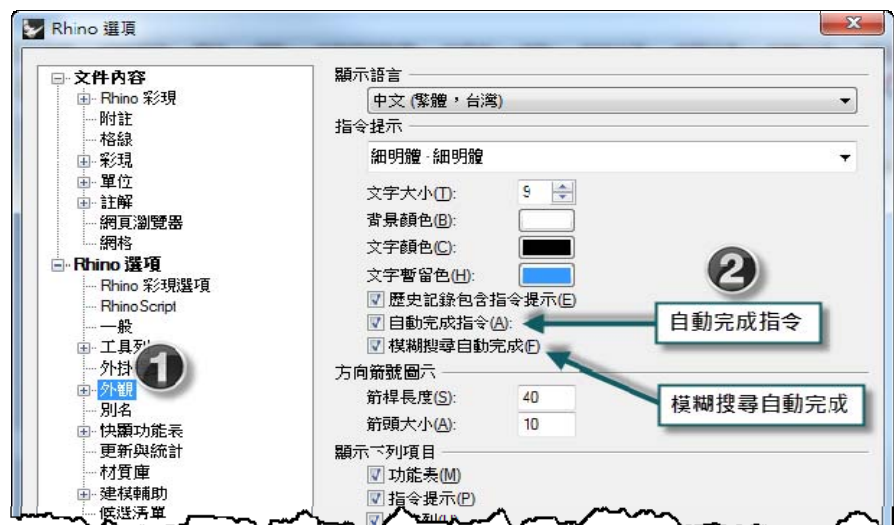 Rhino 選項
文件內容
Rhino 彩現
附註
格線
彩現
單位
註解
網頁瀏覽器
網格
Rhino 選項
Rhino 彩現選項
RhinoScript
一般
工具列
外掛
外觀
別名
快顯功能表
更新與統計
材質庫
建模輔助
候選清單
1
顯示語言
中文 (繁體，台灣)
指令提示
細明體 - 細明體
文字大小(T): 9
背景顏色(B):
文字顏色(C):
文字暫留色(H):
歷史記錄包含指令提示(E)
自動完成指令(A):
模糊搜尋自動完成(F)
2
自動完成指令
模糊搜尋自動完成
方向箭號圖示
箭桿長度(S): 40
箭頭大小(A): 10
顯示下列項目
功能表(M)
指令提示(P)